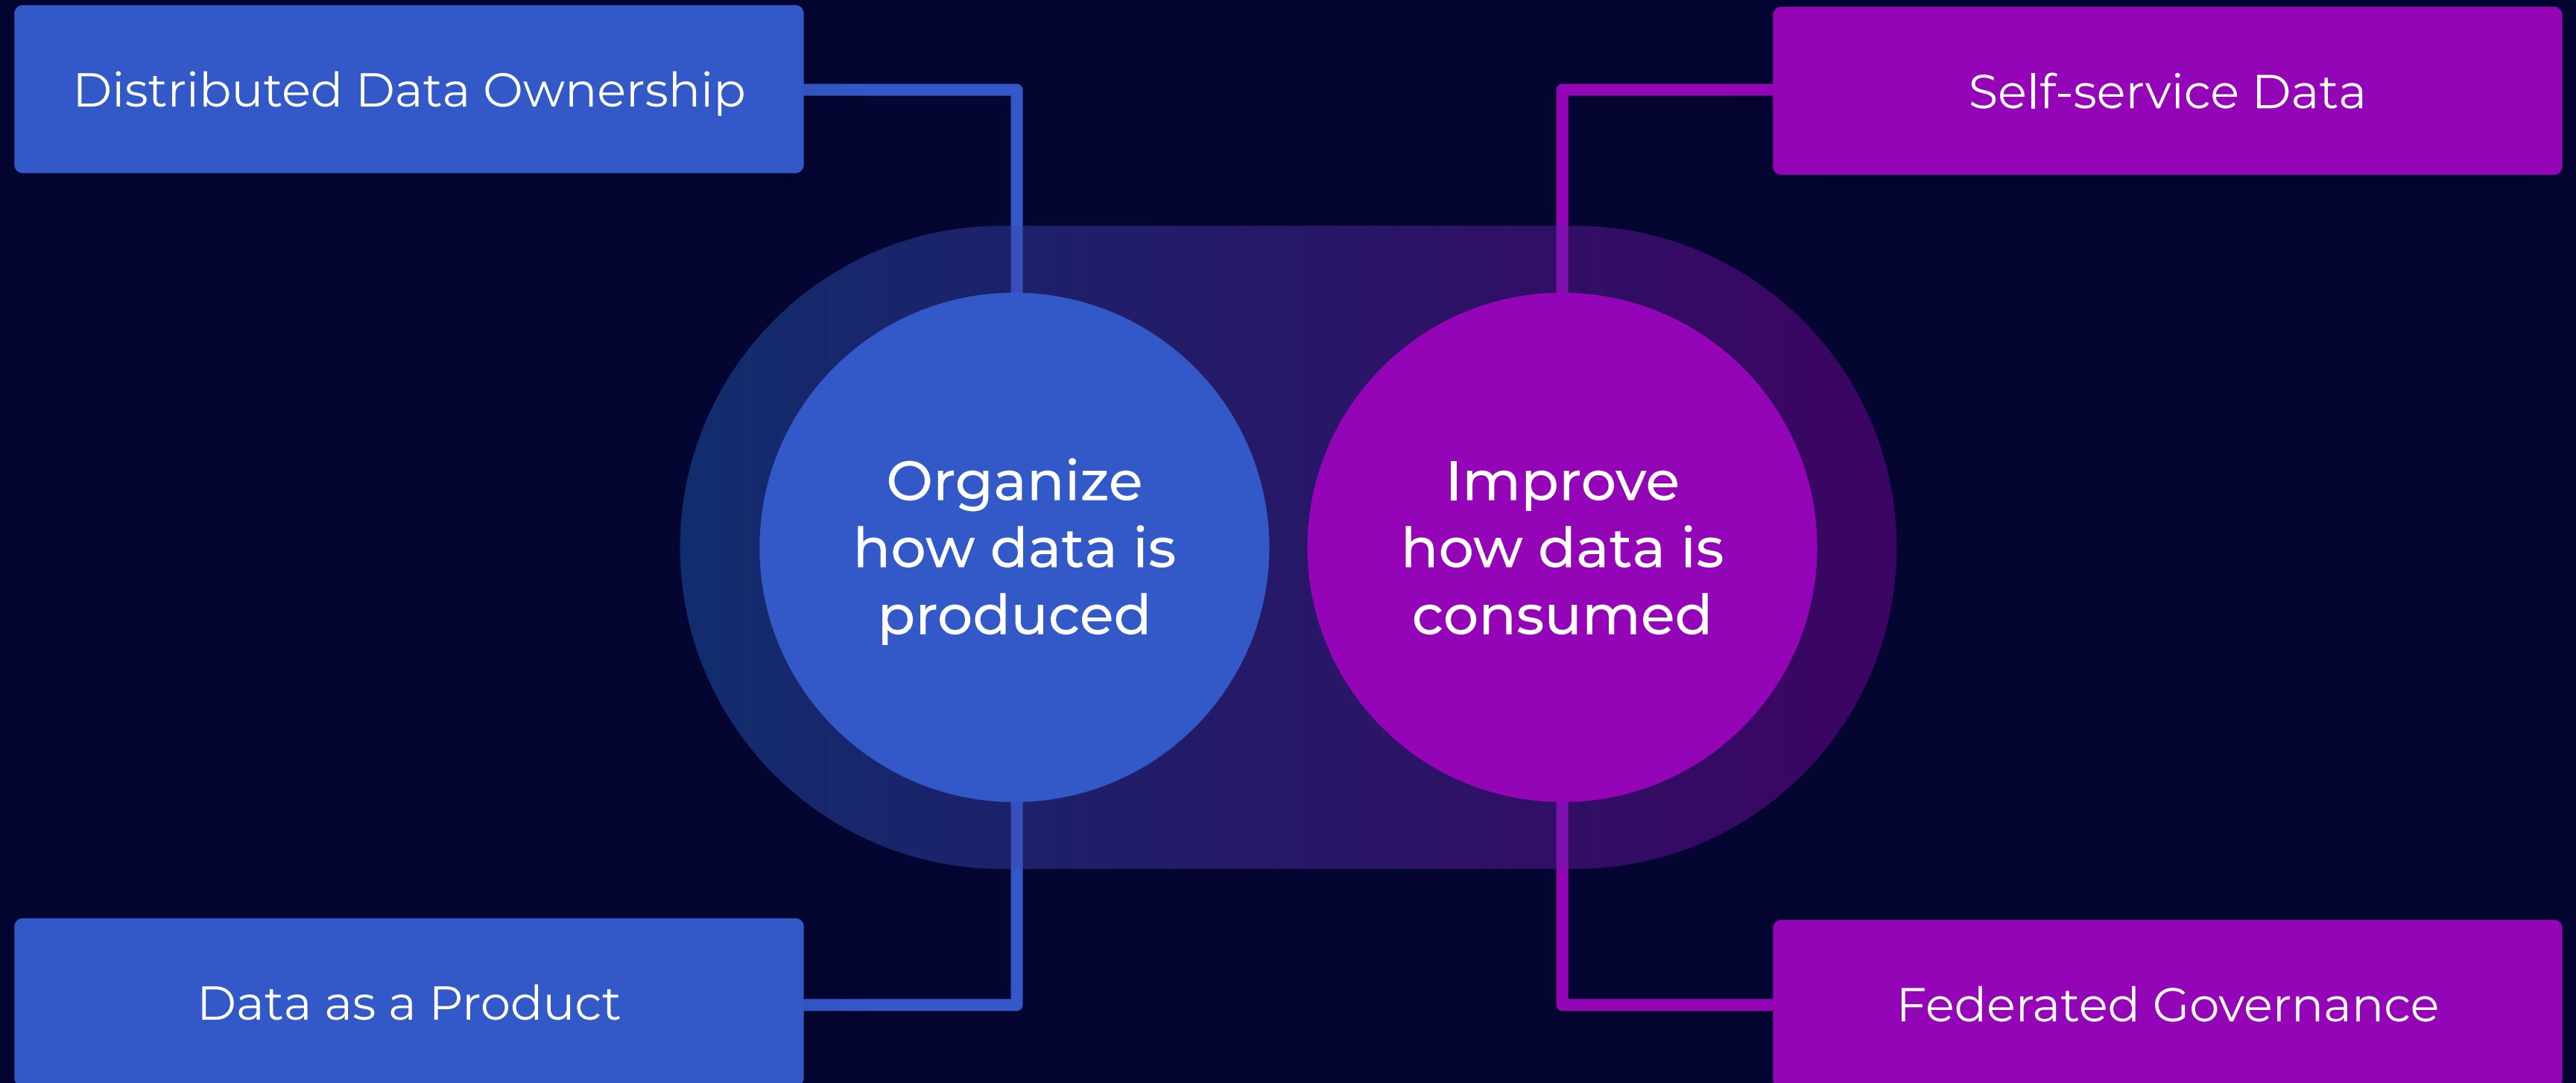 Distributed Data Ownership
Self-service Data
Organize
how data is
produced
Improve
how data is
consumed
Data as a Product
Federated Governance